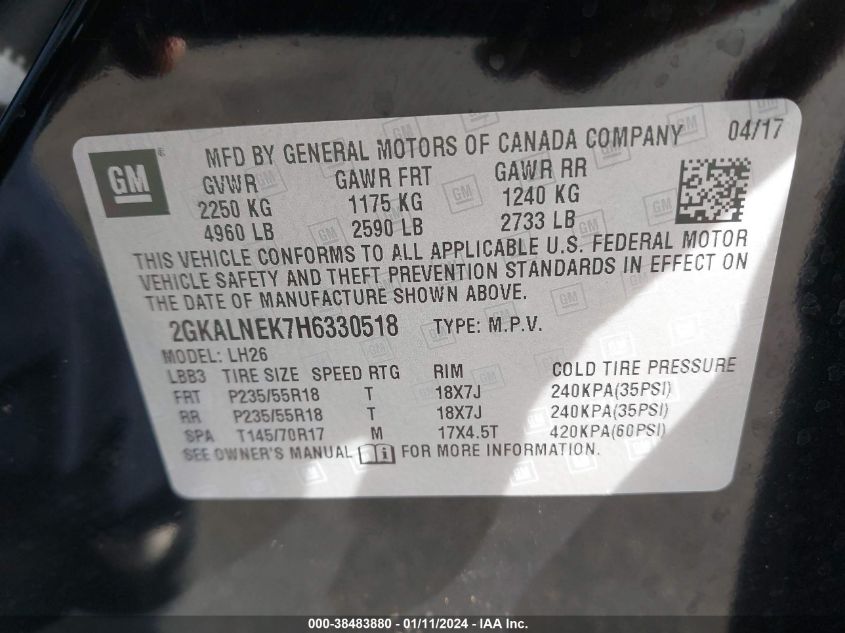 MFD BY GENERAL MOTORS OF CANADA COMPANY 04/17
GM ®
GVWR GAWR FRT GAWR RR
2250 KG 1175 KG 1240 KG
4960 LB 2590 LB 2733 LB
THIS VEHICLE CONFORMS TO ALL APPLICABLE U.S. FEDERAL MOTOR
VEHICLE SAFETY AND THEFT PREVENTION STANDARDS IN EFFECT ON
THE DATE OF MANUFACTURE SHOWN ABOVE.
2GKALNEK7H6330518 TYPE: M.P.V.
MODEL: LH26
LBB3 TIRE SIZE SPEED RTG RIM COLD TIRE PRESSURE
FRT P235/55R18 T 18X7J 240KPA(35PSI)
RR P235/55R18 T 18X7J 240KPA(35PSI)
SPA T145/70R17 M 17X4.5T 420KPA(60PSI)
SEE OWNER'S MANUAL FOR MORE INFORMATION.
000-38483880 - 01/11/2024 - IAA Inc.